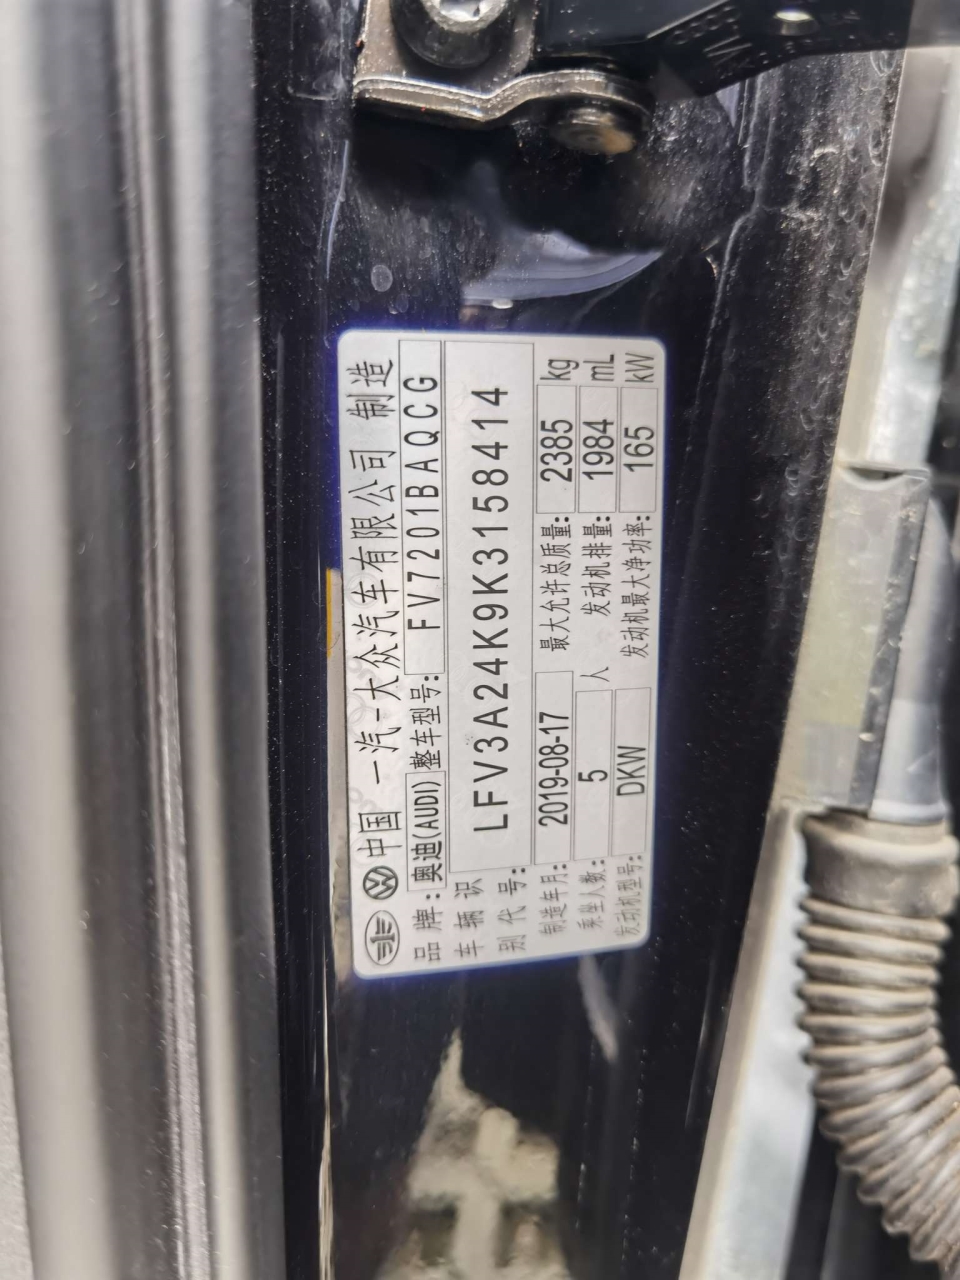 中国一汽-大众汽车有限公司 制造
品牌: 奥迪(AUDI) 整车型号: FV7201BAQCG
车辆识别代号: LFV3A24K9K3158414
制造年月: 2019-08-17 最大允许总质量: 2385 kg
乘坐人数: 5 人 发动机排量: 1984 mL
发动机型号: DKW 发动机最大净功率: 165 kW